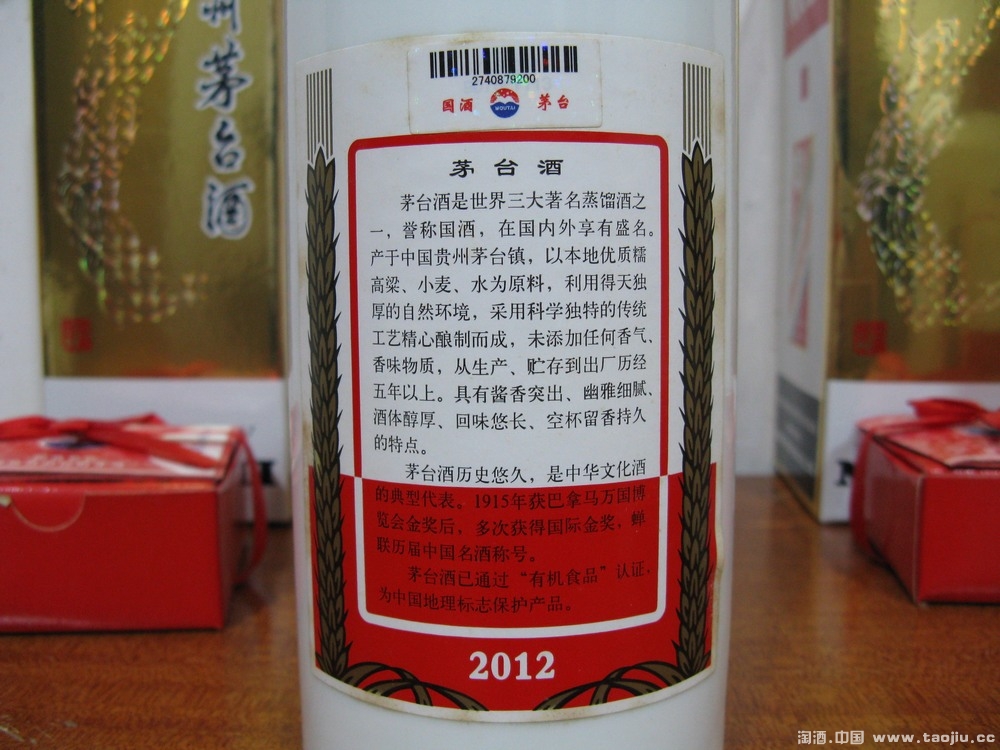 州茅台酒
2740879200
国酒 MOUTAI 茅台
茅台酒
茅台酒是世界三大著名蒸馏酒之
一，誉称国酒，在国内外享有盛名。
产于中国贵州茅台镇，以本地优质糯
高粱、小麦、水为原料，利用得天独
厚的自然环境，采用科学独特的传统
工艺精心酿制而成，未添加任何香气、
香味物质，从生产、贮存到出厂历经
五年以上。具有酱香突出、幽雅细腻、
酒体醇厚、回味悠长、空杯留香持久
的特点。
茅台酒历史悠久，是中华文化酒
的典型代表。1915年获巴拿马万国博
览会金奖后，多次获得国际金奖，蝉
联历届中国名酒称号。
茅台酒已通过“有机食品”认证，
为中国地理标志保护产品。
2012
淘酒.中国 www.taojiu.cc